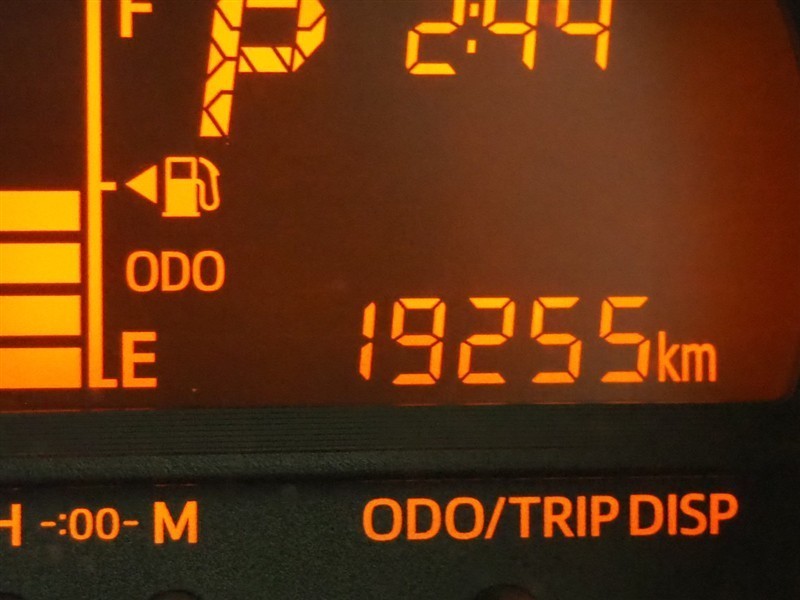 F P 2:44
ODO
E 19255km
H -:00- M ODO/TRIP DISP